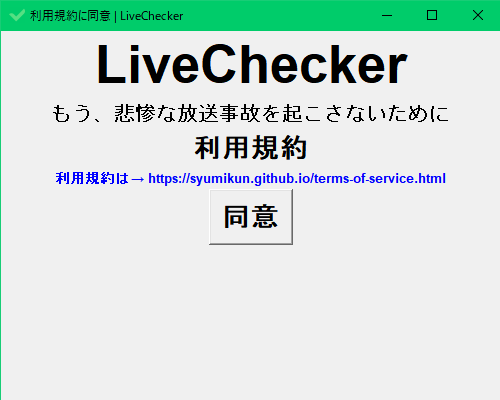 利用規約に同意 | LiveChecker
LiveChecker
もう、悲惨な放送事故を起こさないために
利用規約
利用規約は→ https://syumikun.github.io/terms-of-service.html
同意